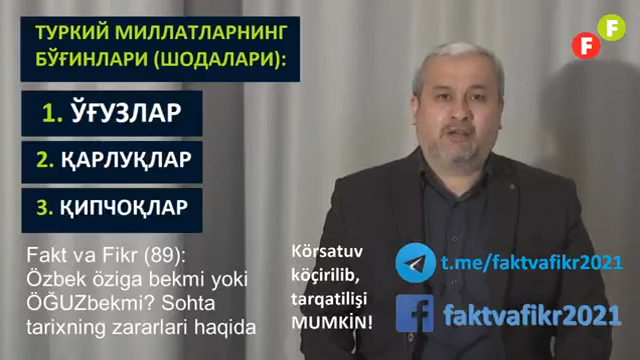 ТУРКИЙ МИЛЛАТЛАРНИНГ
БЎҒИНЛАРИ (ШОДАЛАРИ):
1. ЎҒУЗЛАР
2. ҚАРЛУҚЛАР
3. ҚИПЧОҚЛАР
Fakt va Fikr (89):
Özbek öziga bekmi yoki
ÖĞUZbekmi? Sohta
tarixning zararlari haqida
Körsatuv
köçirilib,
tarqatilişi
MUMKİN!
t.me/faktvafikr2021
faktvafikr2021
F
F